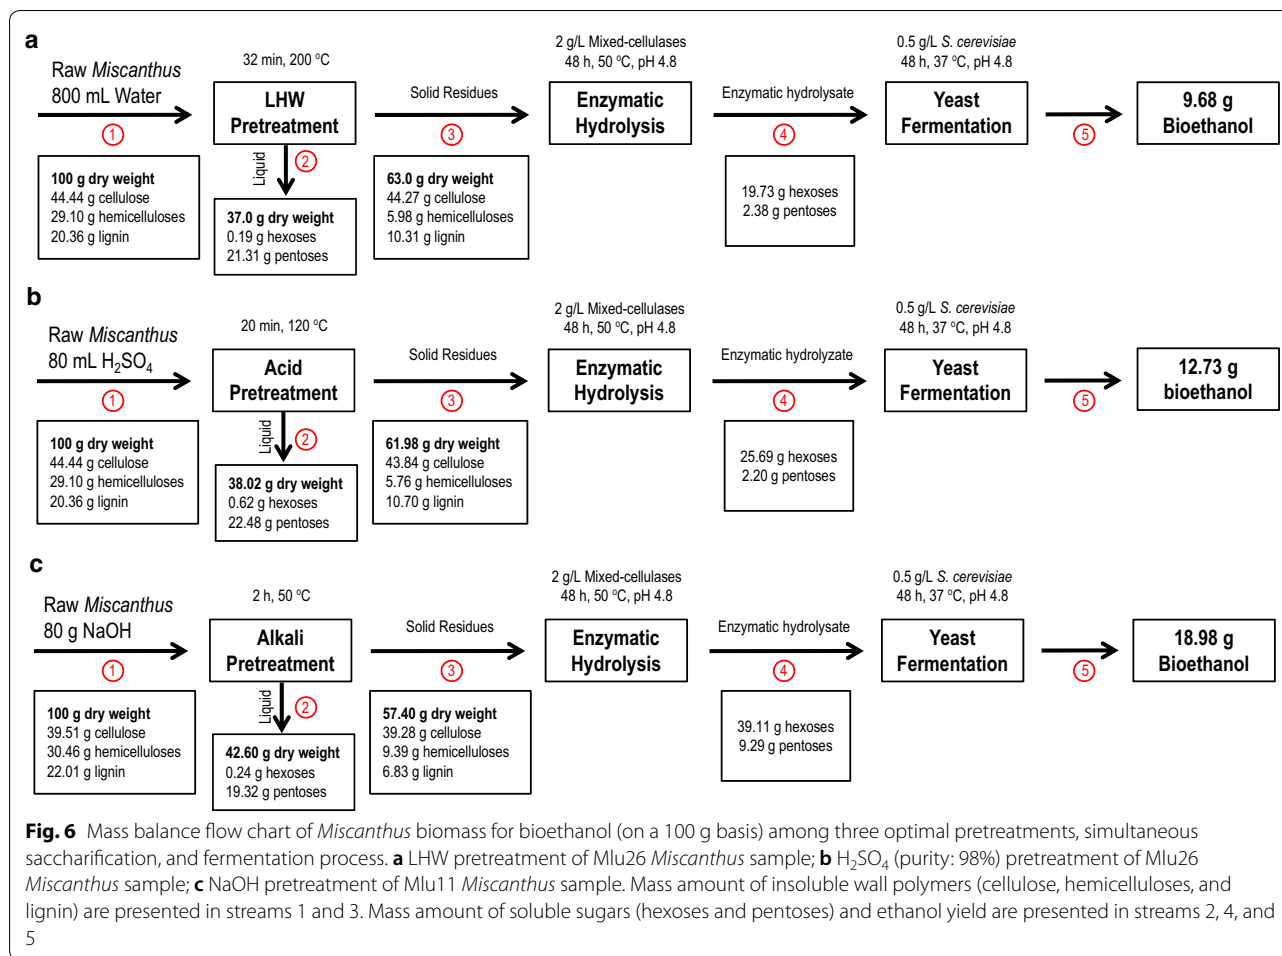 a
Raw Miscanthus
800 mL Water
1
100 g dry weight
44.44 g cellulose
29.10 g hemicelluloses
20.36 g lignin
32 min, 200 ºC
LHW
Pretreatment
Liquid
2
37.0 g dry weight
0.19 g hexoses
21.31 g pentoses
Solid Residues
3
63.0 g dry weight
44.27 g cellulose
5.98 g hemicelluloses
10.31 g lignin
2 g/L Mixed-cellulases
48 h, 50 ºC, pH 4.8
Enzymatic
Hydrolysis
Enzymatic hydrolysate
4
19.73 g hexoses
2.38 g pentoses
0.5 g/L S. cerevisiae
48 h, 37 ºC, pH 4.8
Yeast
Fermentation
5
9.68 g
Bioethanol
b
Raw Miscanthus
80 mL H₂SO₄
1
100 g dry weight
44.44 g cellulose
29.10 g hemicelluloses
20.36 g lignin
20 min, 120 ºC
Acid
Pretreatment
Liquid
2
38.02 g dry weight
0.62 g hexoses
22.48 g pentoses
Solid Residues
3
61.98 g dry weight
43.84 g cellulose
5.76 g hemicelluloses
10.70 g lignin
2 g/L Mixed-cellulases
48 h, 50 ºC, pH 4.8
Enzymatic
Hydrolysis
Enzymatic hydrolyzate
4
25.69 g hexoses
2.20 g pentoses
0.5 g/L S. cerevisiae
48 h, 37 ºC, pH 4.8
Yeast
Fermentation
5
12.73 g
bioethanol
c
Raw Miscanthus
80 g NaOH
1
100 g dry weight
39.51 g cellulose
30.46 g hemicelluloses
22.01 g lignin
2 h, 50 ºC
Alkali
Pretreatment
Liquid
2
42.60 g dry weight
0.24 g hexoses
19.32 g pentoses
Solid Residues
3
57.40 g dry weight
39.28 g cellulose
9.39 g hemicelluloses
6.83 g lignin
2 g/L Mixed-cellulases
48 h, 50 ºC, pH 4.8
Enzymatic
Hydrolysis
Enzymatic hydrolysate
4
39.11 g hexoses
9.29 g pentoses
0.5 g/L S. cerevisiae
48 h, 37 ºC, pH 4.8
Yeast
Fermentation
5
18.98 g
Bioethanol
Fig. 6 Mass balance flow chart of Miscanthus biomass for bioethanol (on a 100 g basis) among three optimal pretreatments, simultaneous
saccharification, and fermentation process. a LHW pretreatment of Mlu26 Miscanthus sample; b H₂SO₄ (purity: 98%) pretreatment of Mlu26
Miscanthus sample; c NaOH pretreatment of Mlu11 Miscanthus sample. Mass amount of insoluble wall polymers (cellulose, hemicelluloses, and
lignin) are presented in streams 1 and 3. Mass amount of soluble sugars (hexoses and pentoses) and ethanol yield are presented in streams 2, 4, and
5